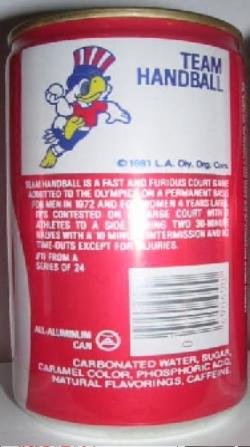 TEAM
HANDBALL
© 1981 L.A. Oly. Org. Com.
TEAM HANDBALL IS A FAST AND FURIOUS COURT GAME
ADMITTED TO THE OLYMPICS ON A PERMANENT BASIS
FOR MEN IN 1972 AND FOR WOMEN 4 YEARS LATER.
IT'S CONTESTED ON A LARGE COURT WITH
ATHLETES TO A SIDE TWO 30-MINUTE
HALVES WITH A 10 MINUTE INTERMISSION AND NO
TIME-OUTS EXCEPT FOR INJURIES.
FROM A
SERIES OF 24
ALL-ALUMINUM
CAN
CARBONATED WATER, SUGAR,
CARAMEL COLOR, PHOSPHORIC ACID,
NATURAL FLAVORINGS, CAFFEINE.